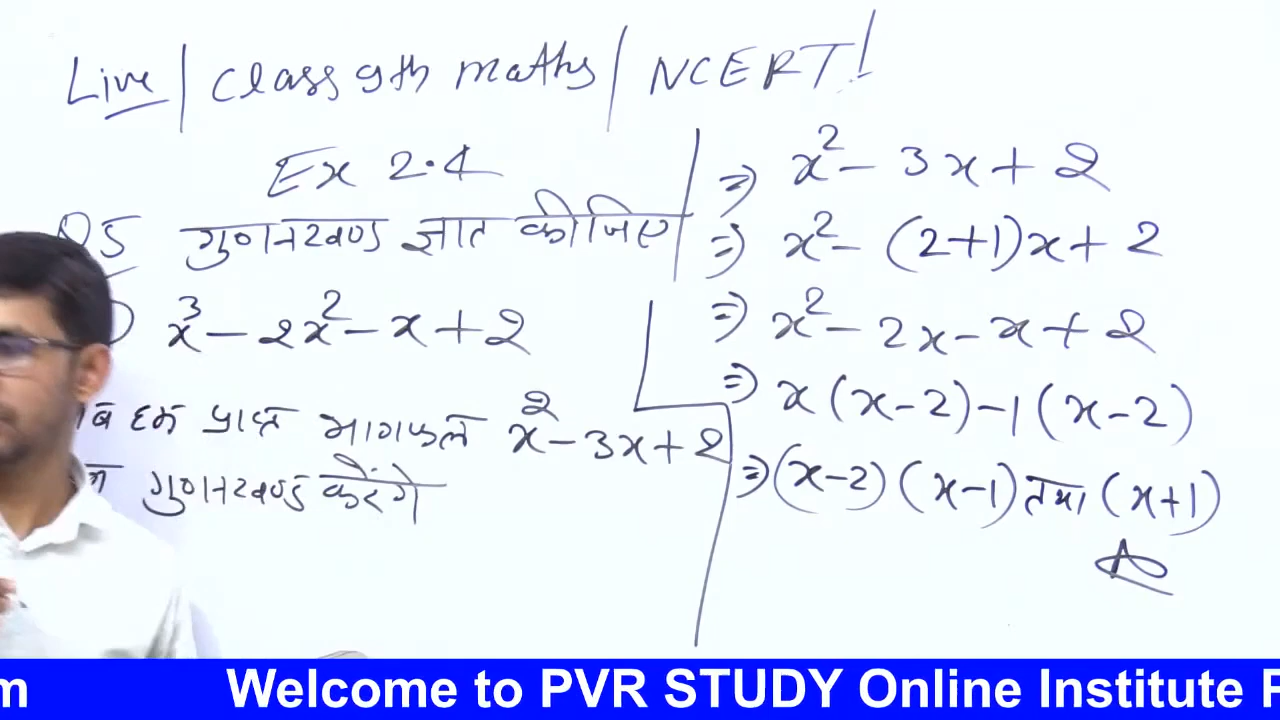 Live / Class 9th maths / NCERT!
Ex 2.4
Q5 गुणनखण्ड ज्ञात कीजिए
x³ - 2x² - x + 2
हम प्राप्त भागफल x² - 3x + 2
गुणनखण्ड करेंगे
⇒ x² - 3x + 2
⇒ x² - (2+1)x + 2
⇒ x² - 2x - x + 2
⇒ x(x-2) -1(x-2)
⇒ (x-2)(x-1) तथा (x+1)
m Welcome to PVR STUDY Online Institute P